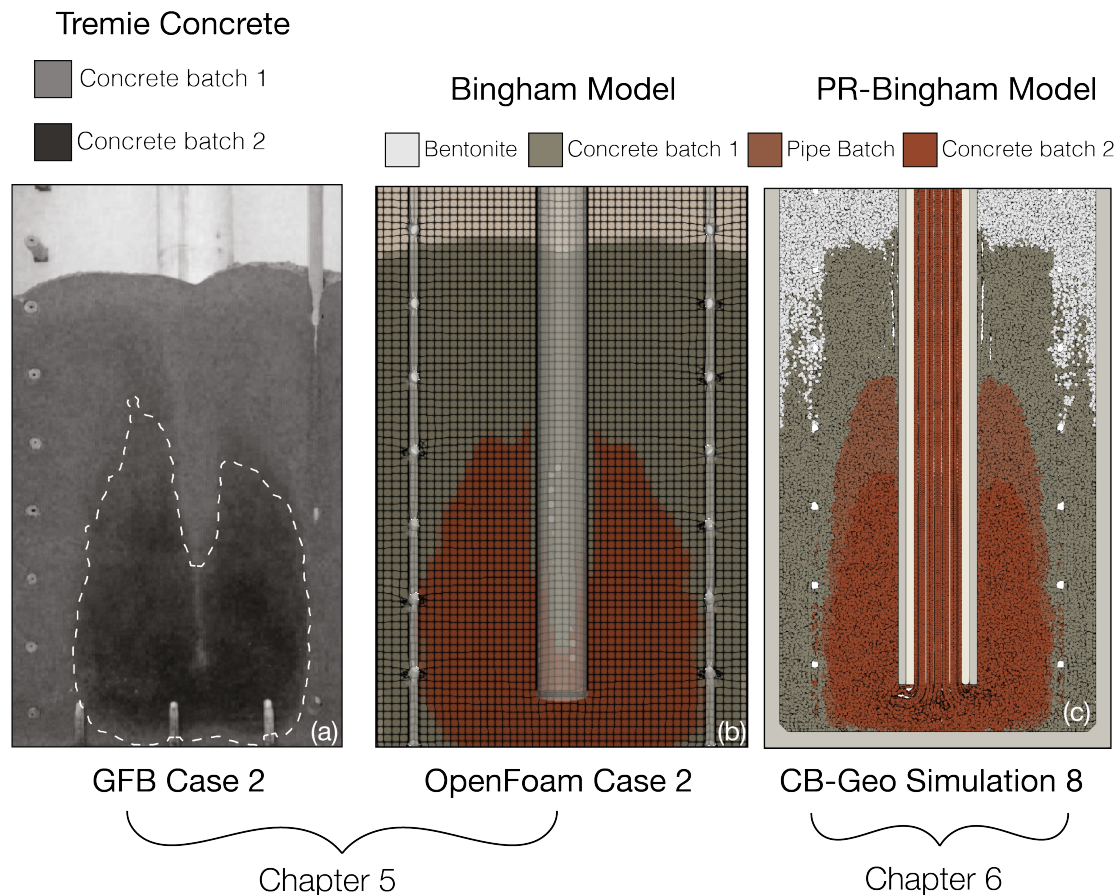 Tremie Concrete
Concrete batch 1
Concrete batch 2
Bingham Model
PR-Bingham Model
Bentonite
Concrete batch 1
Pipe Batch
Concrete batch 2
(a)
(b)
(c)
GFB Case 2
OpenFoam Case 2
CB-Geo Simulation 8
Chapter 5
Chapter 6